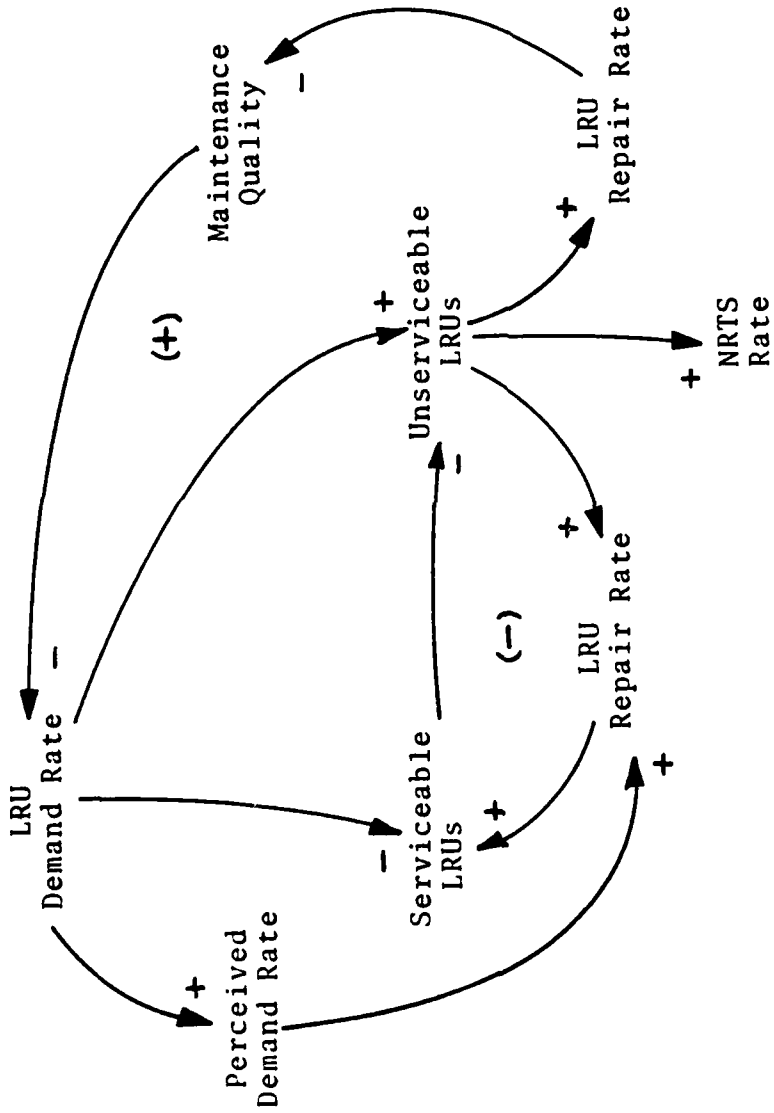 LRU
Demand Rate
-
+
Perceived
Demand Rate
(+)
Maintenance
Quality
-
-
Serviceable
LRUs
+
+
Unserviceable
LRUs
-
(-)
+
LRU
Repair Rate
+
+
LRU
Repair Rate
+
NRTS
Rate